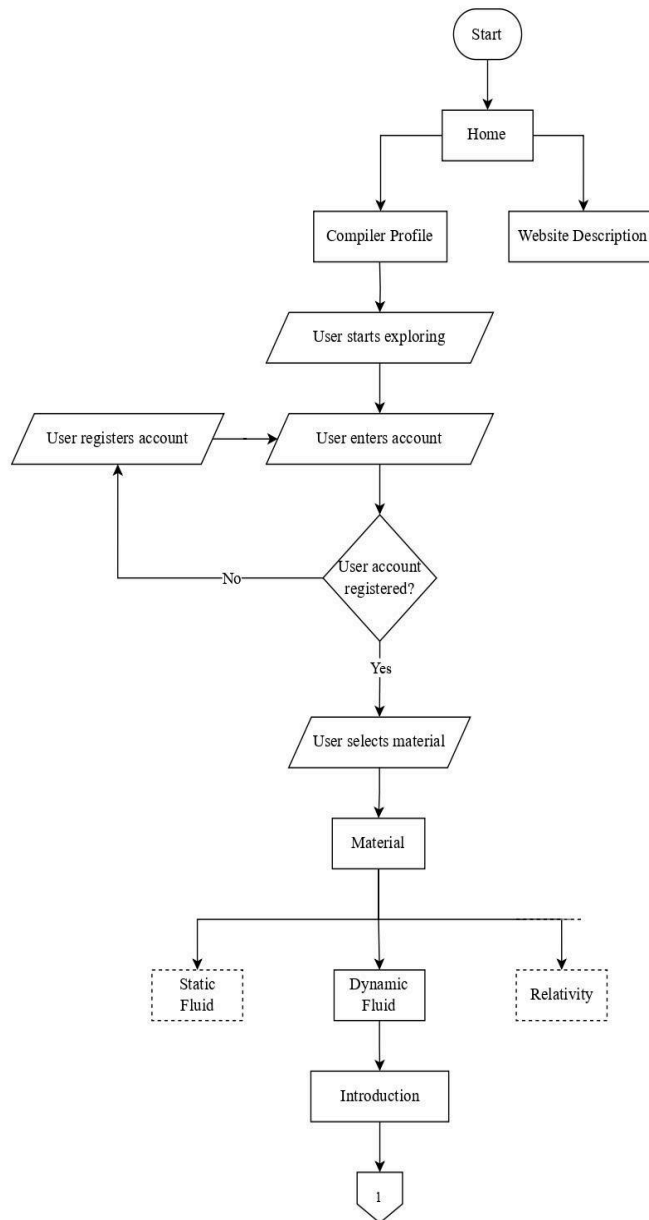 Start
Home
Compiler Profile
Website Description
User starts exploring
User registers account
User enters account
User account
registered?
No
Yes
User selects material
Material
Static
Fluid
Dynamic
Fluid
Relativity
Introduction
1